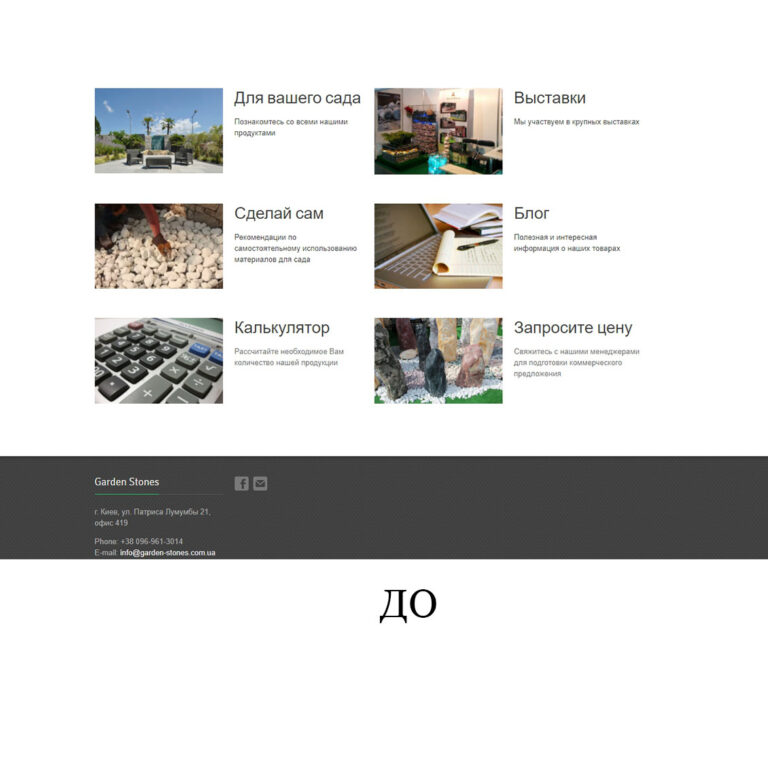 Для вашего сада
Познакомтесь со всеми нашими
продуктами
Выставки
Мы участвуем в крупных выставках
Сделай сам
Рекомендации по
самостоятельному использованию
материалов для сада
Блог
Полезная и интересная
информация о наших товарах
Калькулятор
Рассчитайте необходимое Вам
количество нашей продукции
Запросите цену
Свяжитесь с нашими менеджерами
для подготовки коммерческого
предложения
Garden Stones
г. Киев, ул. Патриса Лумумбы 21,
офис 419
Phone: +38 096-961-3014
E-mail: info@garden-stones.com.ua
ДО